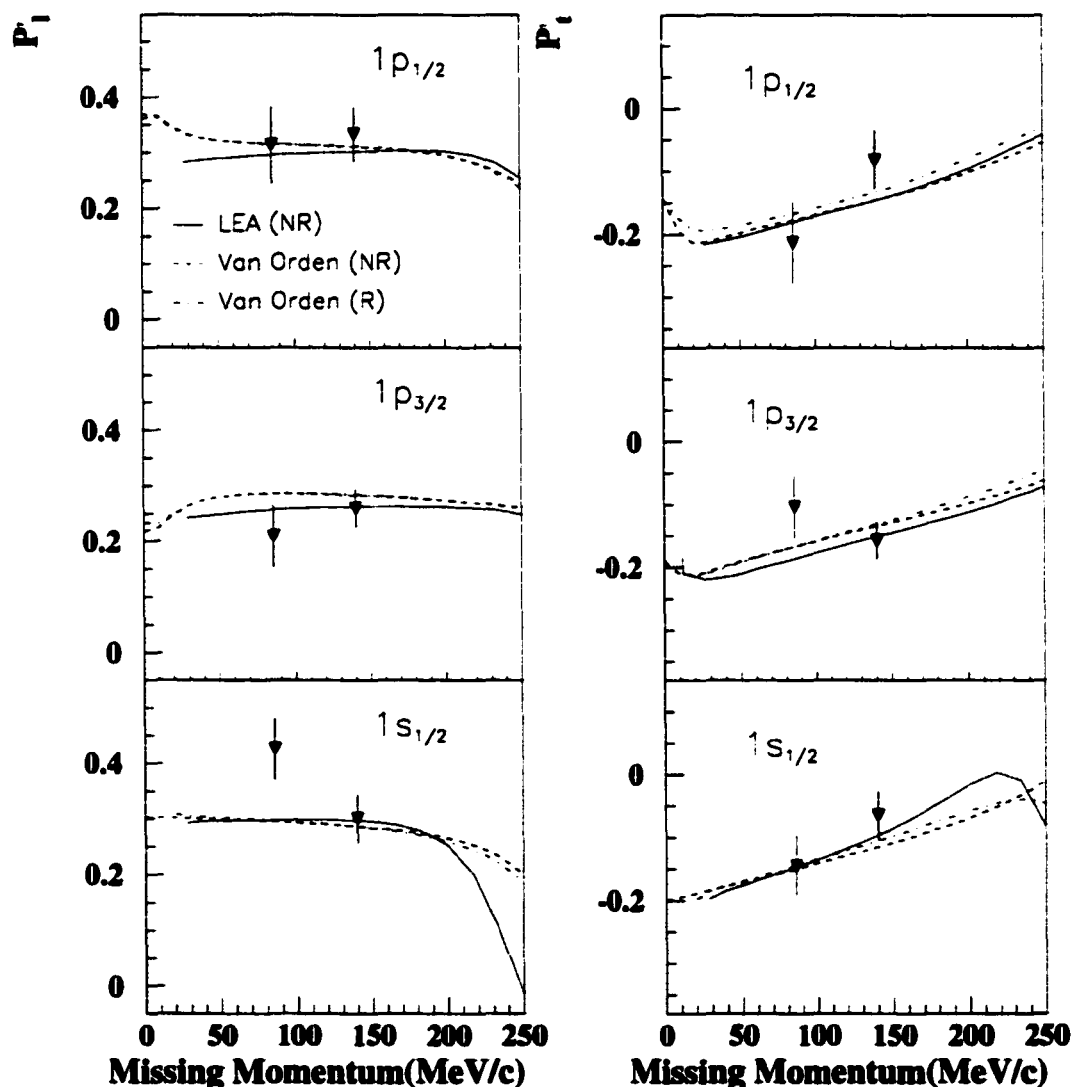 P'l
1p1/2
0.4
0.2
0
LEA (NR)
Van Orden (NR)
Van Orden (R)
1p3/2
0.4
0.2
0
1s1/2
0.4
0.2
0
0 50 100 150 200 250
Missing Momentum(MeV/c)
P't
1p1/2
0
-0.2
1p3/2
0
-0.2
1s1/2
0
-0.2
0 50 100 150 200 250
Missing Momentum(MeV/c)